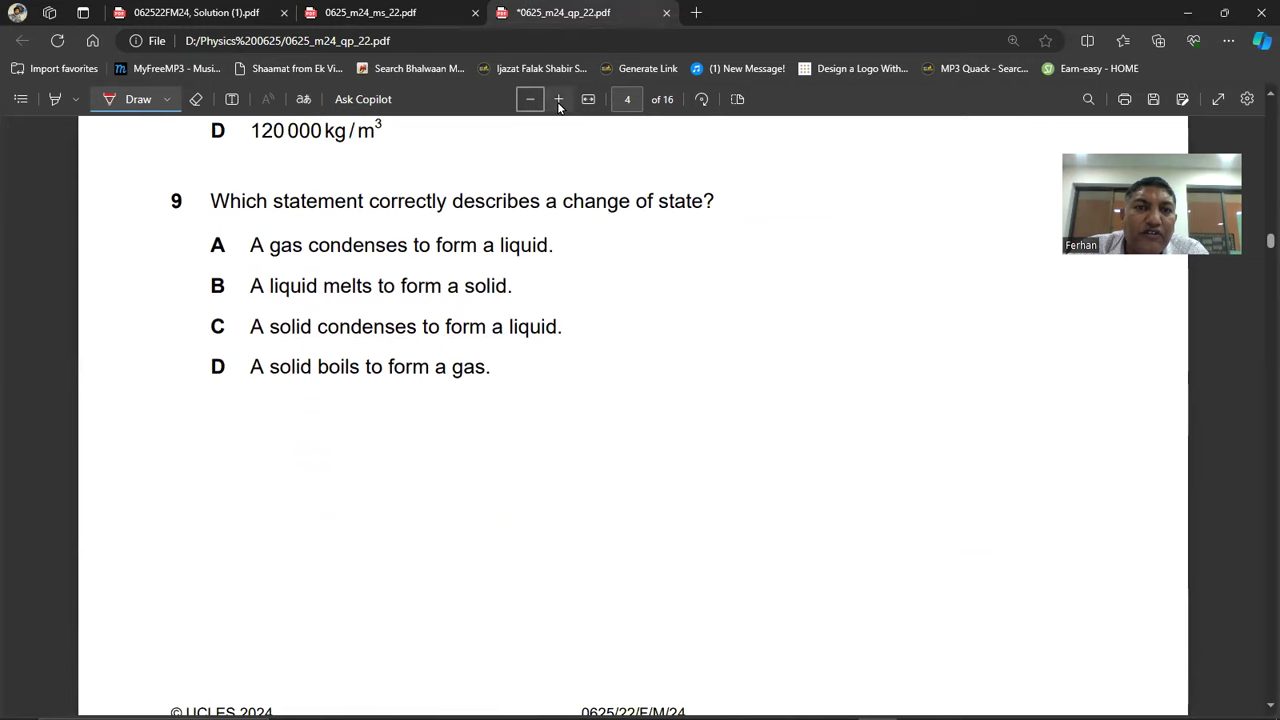 062522FM24, Solution (1).pdf
0625_m24_ms_22.pdf
*0625_m24_qp_22.pdf
File
D:/Physics%200625/0625_m24_qp_22.pdf
Import favorites
MyFreeMP3 - Musi...
Shaamat from Ek Vi...
Search Bhalwaan M...
Ijazat Falak Shabir S...
Generate Link
(1) New Message!
Design a Logo With...
MP3 Quack - Searc...
Earn-easy - HOME
Draw
Ask Copilot
4 of 16
D 120 000 kg/m³
9 Which statement correctly describes a change of state?
A A gas condenses to form a liquid.
B A liquid melts to form a solid.
C A solid condenses to form a liquid.
D A solid boils to form a gas.
Ferhan
© UCLES 2024
0625/22/F/M/24